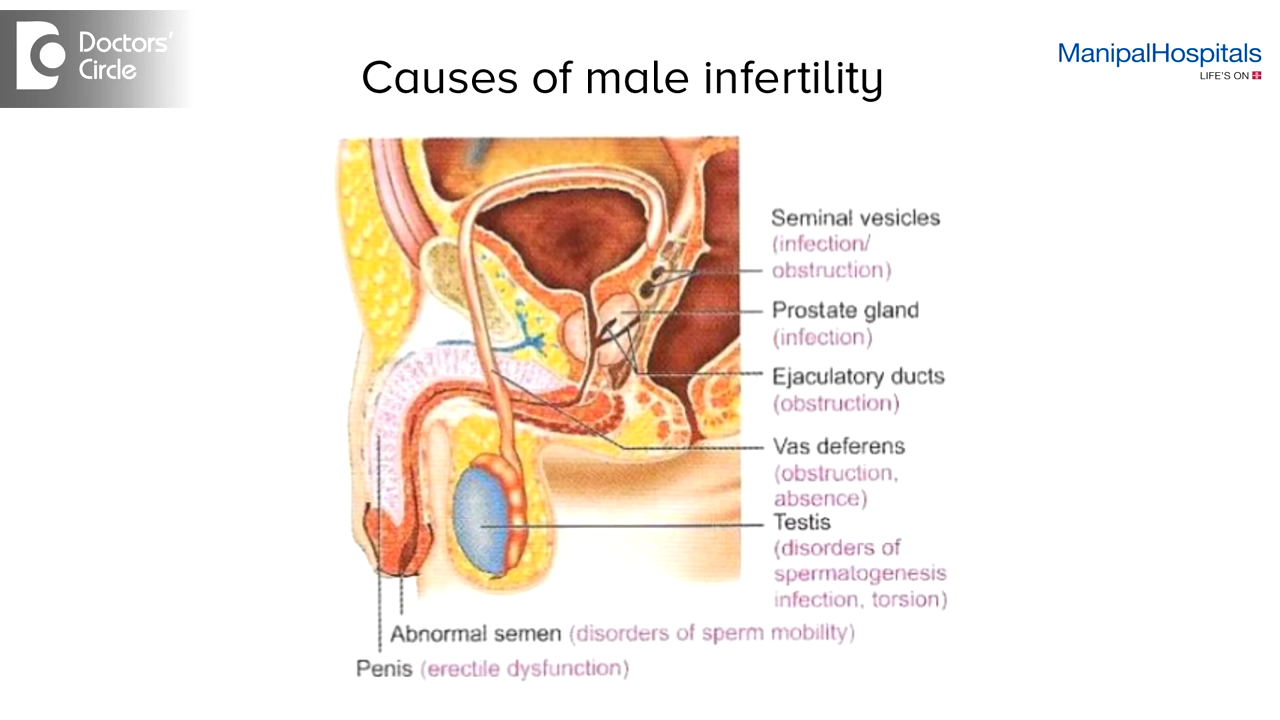 Doctors'
Circle
ManipalHospitals
LIFE'S ON
Causes of male infertility
Seminal vesicles
(infection/
obstruction)
Prostate gland
(infection)
Ejaculatory ducts
(obstruction)
Vas deferens
(obstruction,
absence)
Testis
(disorders of
spermatogenesis
infection, torsion)
Abnormal semen (disorders of sperm mobility)
Penis (erectile dysfunction)